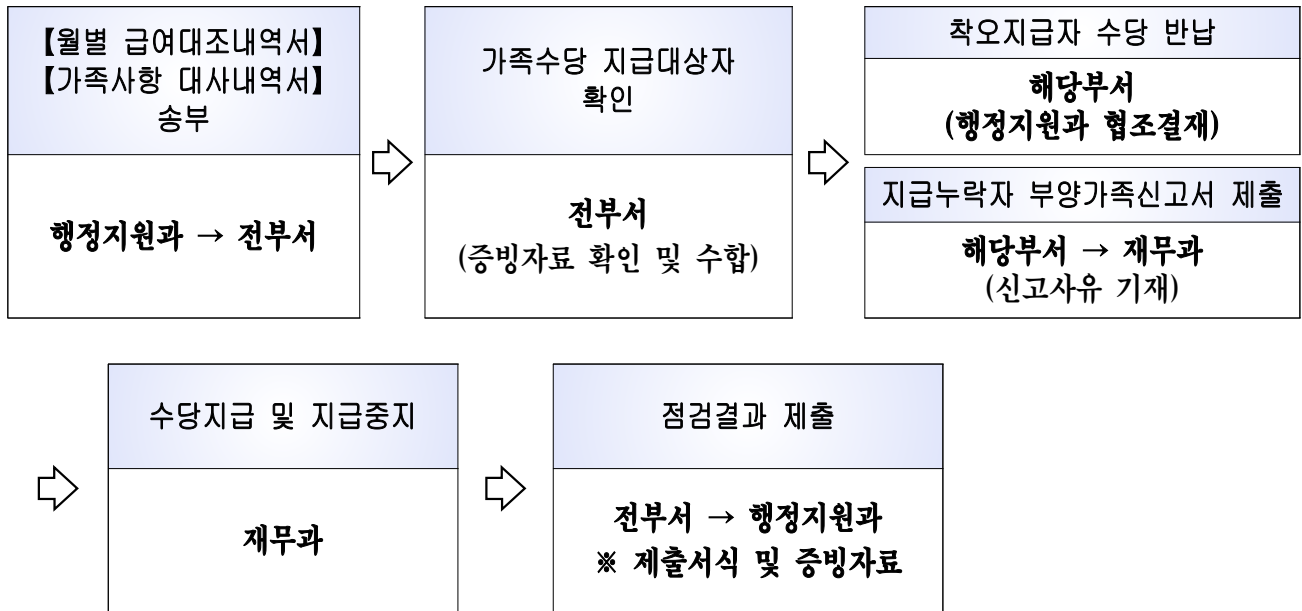 【월별 급여대조내역서】
【가족사항 대사내역서】
송부
행정지원과 → 전부서
가족수당 지급대상자
확인
전부서
(증빙자료 확인 및 수합)
착오지급자 수당 반납
해당부서
(행정지원과 협조결재)
지급누락자 부양가족신고서 제출
해당부서 → 재무과
(신고사유 기재)
수당지급 및 지급중지
재무과
점검결과 제출
전부서 → 행정지원과
※ 제출서식 및 증빙자료